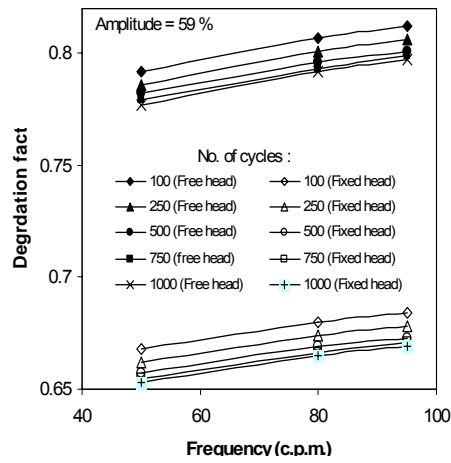 Amplitude = 59 %
0.8
0.75
0.7
0.65
Degrdation fact
No. of cycles :
100 (Free head)
100 (Fixed head)
250 (Free head)
250 (Fixed head)
500 (Free head)
500 (Fixed head)
750 (free head)
750 (Fixed head)
1000 (Free head)
1000 (Fixed head)
40
60
80
100
Frequency (c.p.m.)